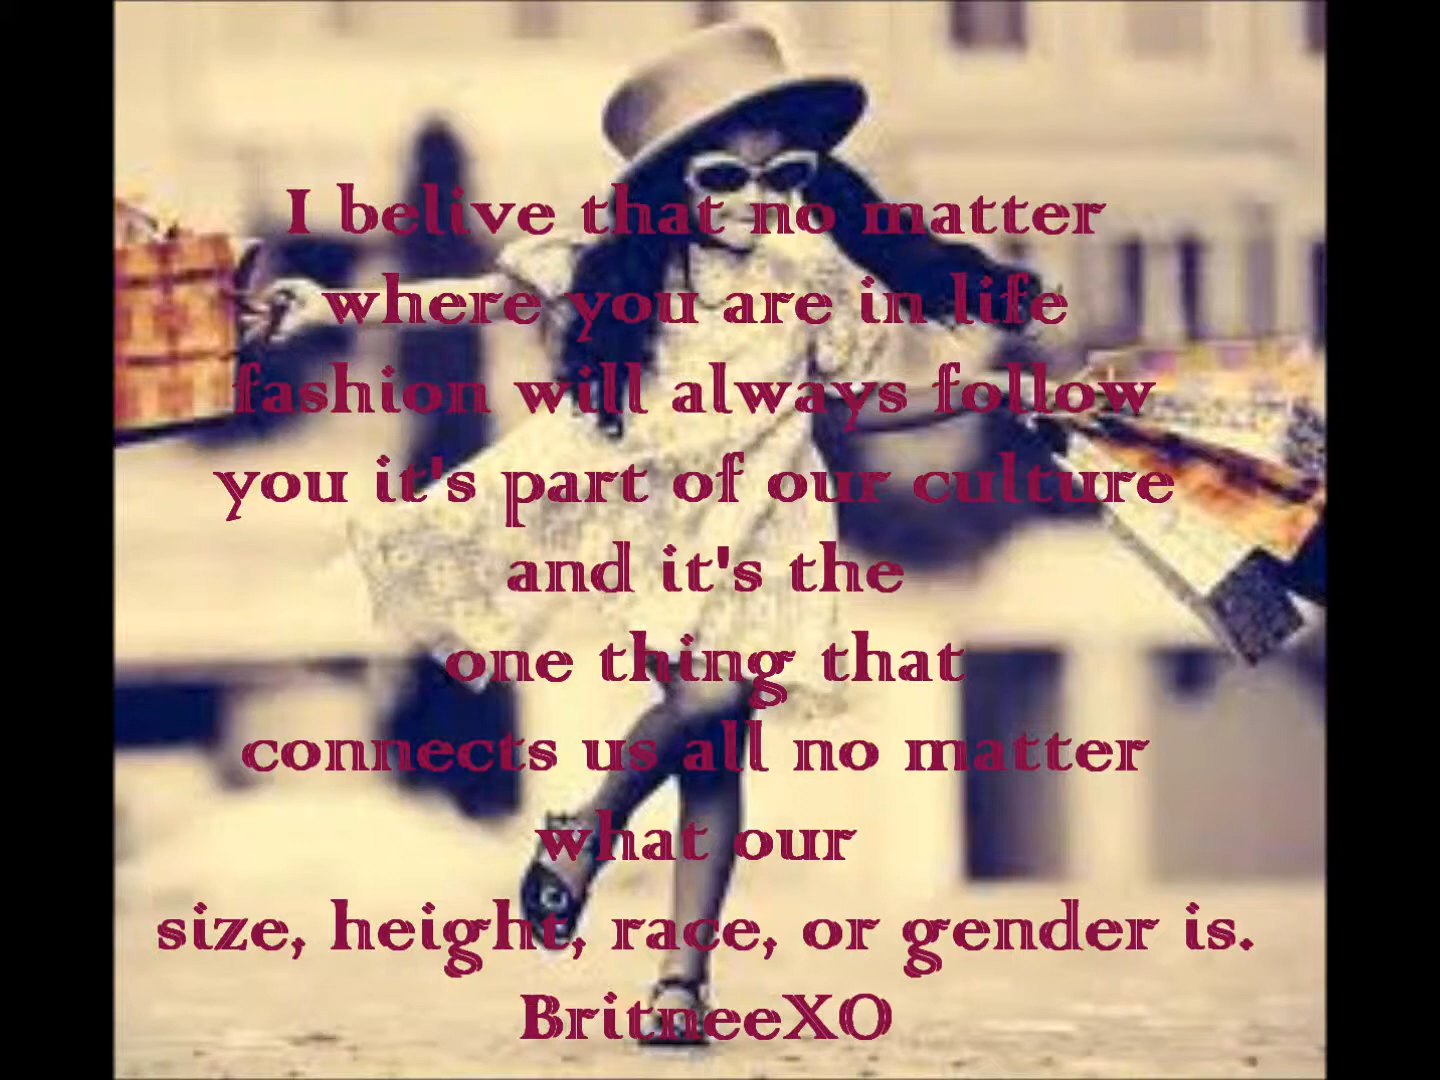 I belive that no matter
where you are in life
fashion will always follow
you it's part of our culture
and it's the
one thing that
connects us all no matter
what our
size, height, race, or gender is.
BritneeXO